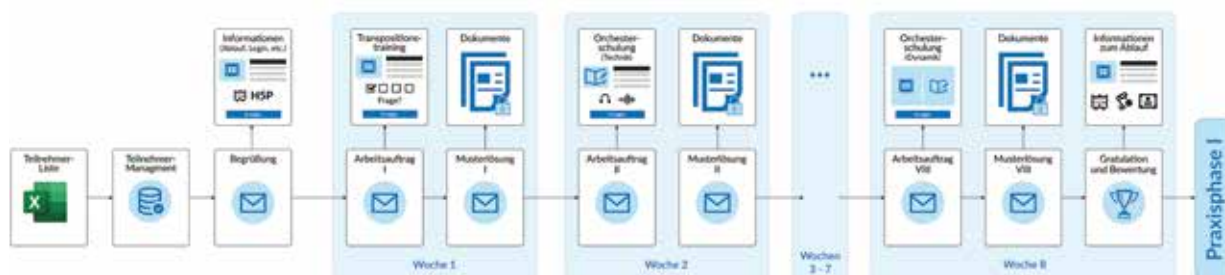 Informationen
(Ablauf, Login, etc.)
HSP
Transpositions-
training
Frage?
Dokumente
Orchester-
schulung
(Technik)
Dokumente
...
Orchester-
schulung
(Dynamik)
Dokumente
Informationen
zum Ablauf
Teilnehmer-
Liste
X
Teilnehmer-
Managment
Begrüßung
Arbeitsauftrag
I
Musterlösung
I
Arbeitsauftrag
II
Musterlösung
II
Arbeitsauftrag
VIII
Musterlösung
VIII
Gratulation
und Bewertung
Praxisphase I
Woche 1
Woche 2
Wochen
3 - 7
Woche 8